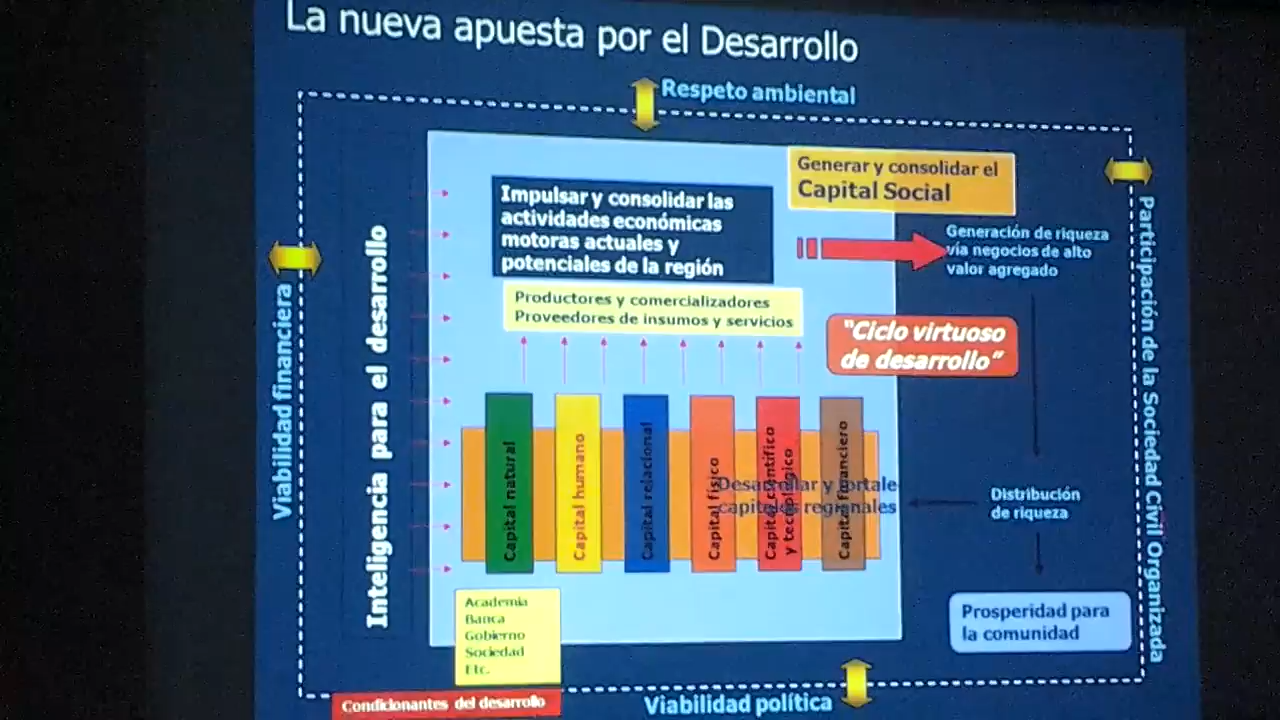 La nueva apuesta por el Desarrollo
Respeto ambiental
Generar y consolidar el
Capital Social
Impulsar y consolidar las
actividades económicas
motoras actuales y
potenciales de la región
Generación de riqueza
vía negocios de alto
valor agregado
Productores y comercializadores
Proveedores de insumos y servicios
"Ciclo virtuoso
de desarrollo"
Viabilidad financiera
Inteligencia para el desarrollo
Capital natural
Capital humano
Capital relacional
Capital físico
Capital científico
y tecnológico
Capital financiero
Desarrollar y fortale
capitales regionales
Distribución
de riqueza
Participación de la Sociedad Civil Organizada
Prosperidad para
la comunidad
Academia
Banca
Gobierno
Sociedad
Etc.
Condicionantes del desarrollo
Viabilidad política